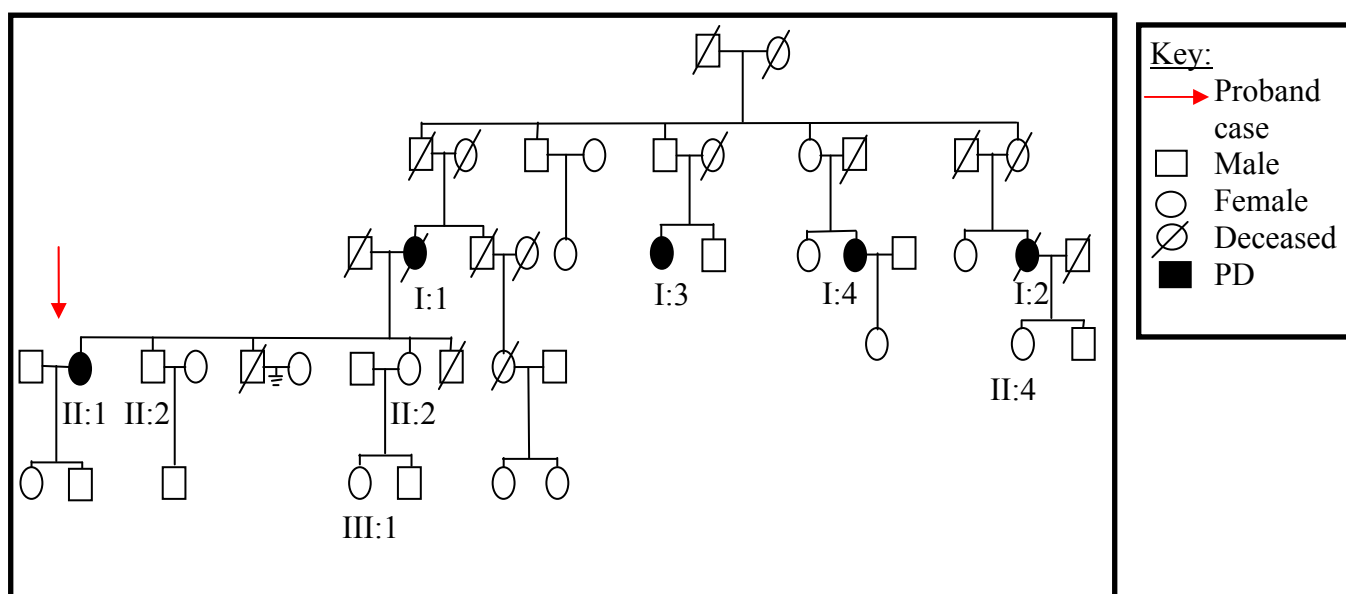 Key:
Proband
case
Male
Female
Deceased
PD
I:1
I:3
I:4
I:2
II:1
II:2
II:2
II:4
III:1